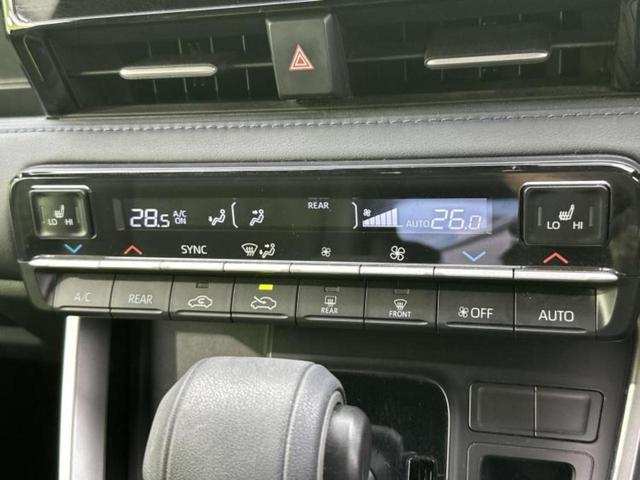 REAR
LO HI
28.5 A/C ON
AUTO 26.0
LO HI
SYNC
A/C
REAR
REAR
FRONT
OFF
AUTO